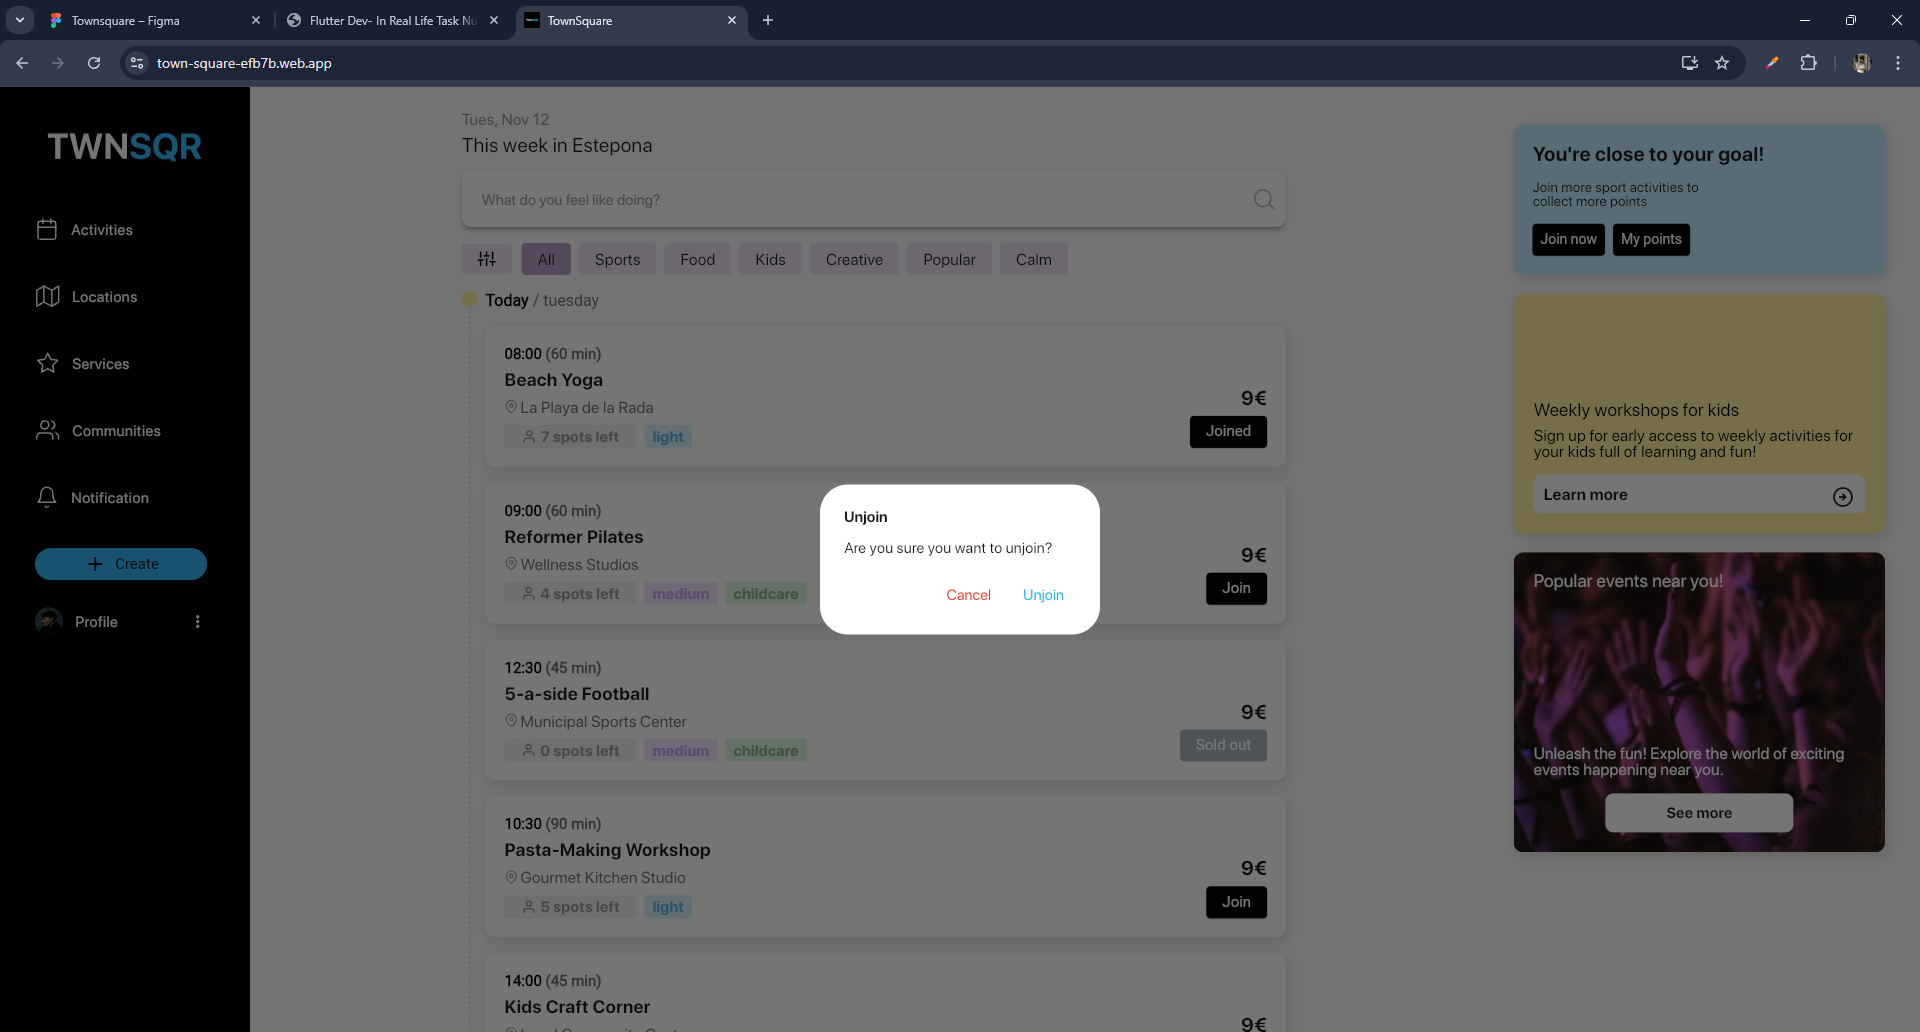 Townsquare – Figma
Flutter Dev- In Real Life Task Nu
TownSquare
town-square-efb7b.web.app
TWNSQR
Activities
Locations
Services
Communities
Notification
Create
Profile
Tues, Nov 12
This week in Estepona
What do you feel like doing?
All Sports Food Kids Creative Popular Calm
Today / tuesday
08:00 (60 min)
Beach Yoga
La Playa de la Rada
7 spots left light
9€
Joined
09:00 (60 min)
Reformer Pilates
Wellness Studios
4 spots left medium childcare
9€
Join
12:30 (45 min)
5-a-side Football
Municipal Sports Center
0 spots left medium childcare
9€
Sold out
10:30 (90 min)
Pasta-Making Workshop
Gourmet Kitchen Studio
5 spots left light
9€
Join
14:00 (45 min)
Kids Craft Corner
9€
Unjoin
Are you sure you want to unjoin?
Cancel Unjoin
You're close to your goal!
Join more sport activities to
collect more points
Join now My points
Weekly workshops for kids
Sign up for early access to weekly activities for
your kids full of learning and fun!
Learn more
Popular events near you!
Unleash the fun! Explore the world of exciting
events happening near you.
See more